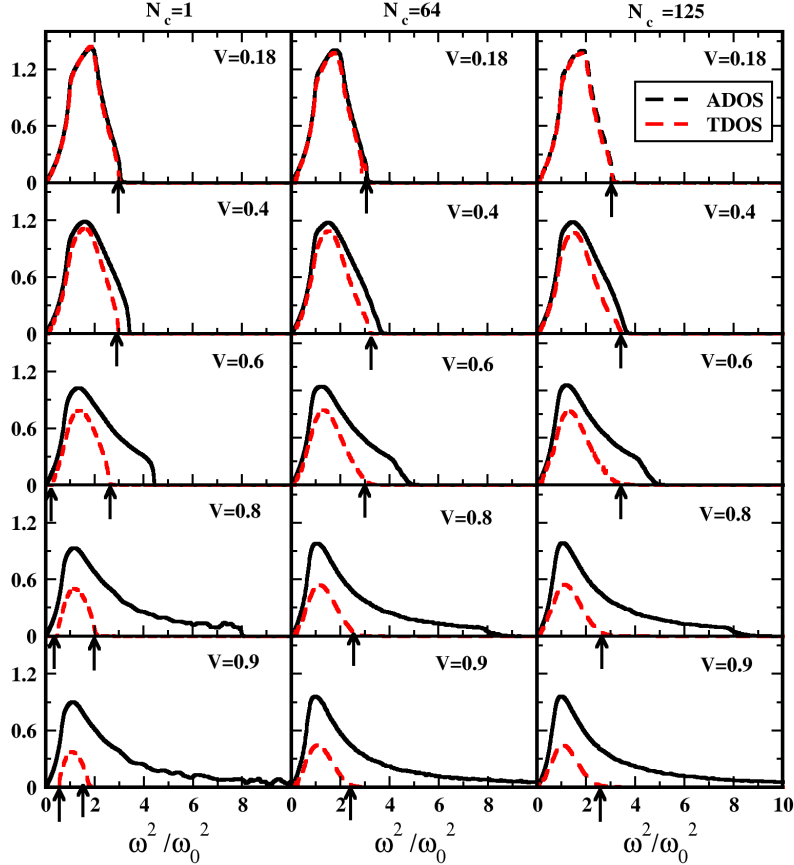 N_c=1 N_c=64 N_c=125
1.2 V=0.18 V=0.18 V=0.18
ADOS
0.6 TDOS
0
1.2 V=0.4 V=0.4 V=0.4
0.6
0
1.2 V=0.6 V=0.6 V=0.6
0.6
0
1.2 V=0.8 V=0.8 V=0.8
0.6
0
1.2 V=0.9 V=0.9 V=0.9
0.6
0
0 2 4 6 8 0 2 4 6 8 0 2 4 6 8 10
ω²/ω₀² ω²/ω₀² ω²/ω₀²